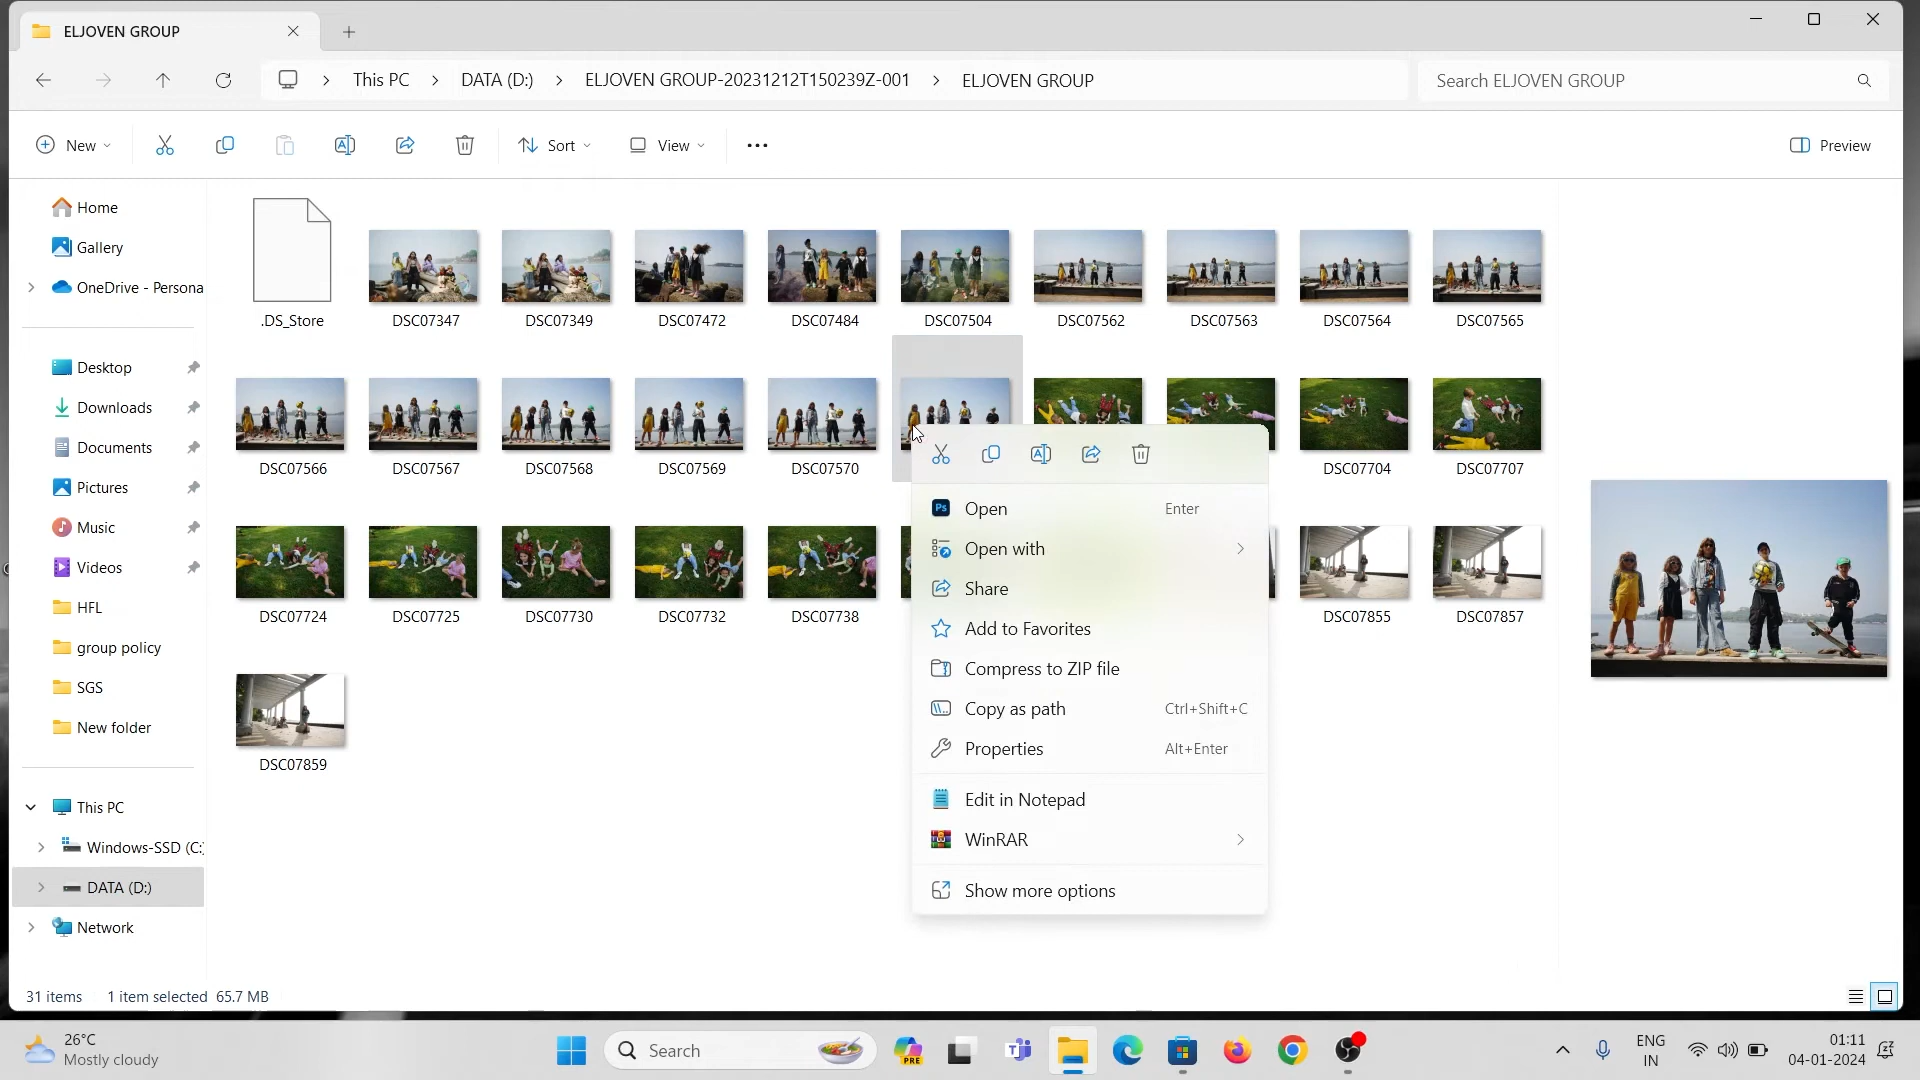 ELJOVEN GROUP
This PC > DATA (D:) > ELJOVEN GROUP-20231212T150239Z-001 > ELJOVEN GROUP
Search ELJOVEN GROUP
New
Sort
View
Preview
Home
Gallery
OneDrive - Persona
Desktop
Downloads
Documents
Pictures
Music
Videos
HFL
group policy
SGS
New folder
This PC
Windows-SSD (C:)
DATA (D:)
Network
.DS_Store
DSC07347
DSC07349
DSC07472
DSC07484
DSC07504
DSC07562
DSC07563
DSC07564
DSC07565
DSC07566
DSC07567
DSC07568
DSC07569
DSC07570
DSC07704
DSC07707
DSC07724
DSC07725
DSC07730
DSC07732
DSC07738
DSC07855
DSC07857
DSC07859
Ps
Open Enter
Open with
Share
Add to Favorites
Compress to ZIP file
Copy as path Ctrl+Shift+C
Properties Alt+Enter
Edit in Notepad
WinRAR
Show more options
31 items 1 item selected 65.7 MB
26°C
Mostly cloudy
Search
PRE
ENG
IN
01:11
04-01-2024